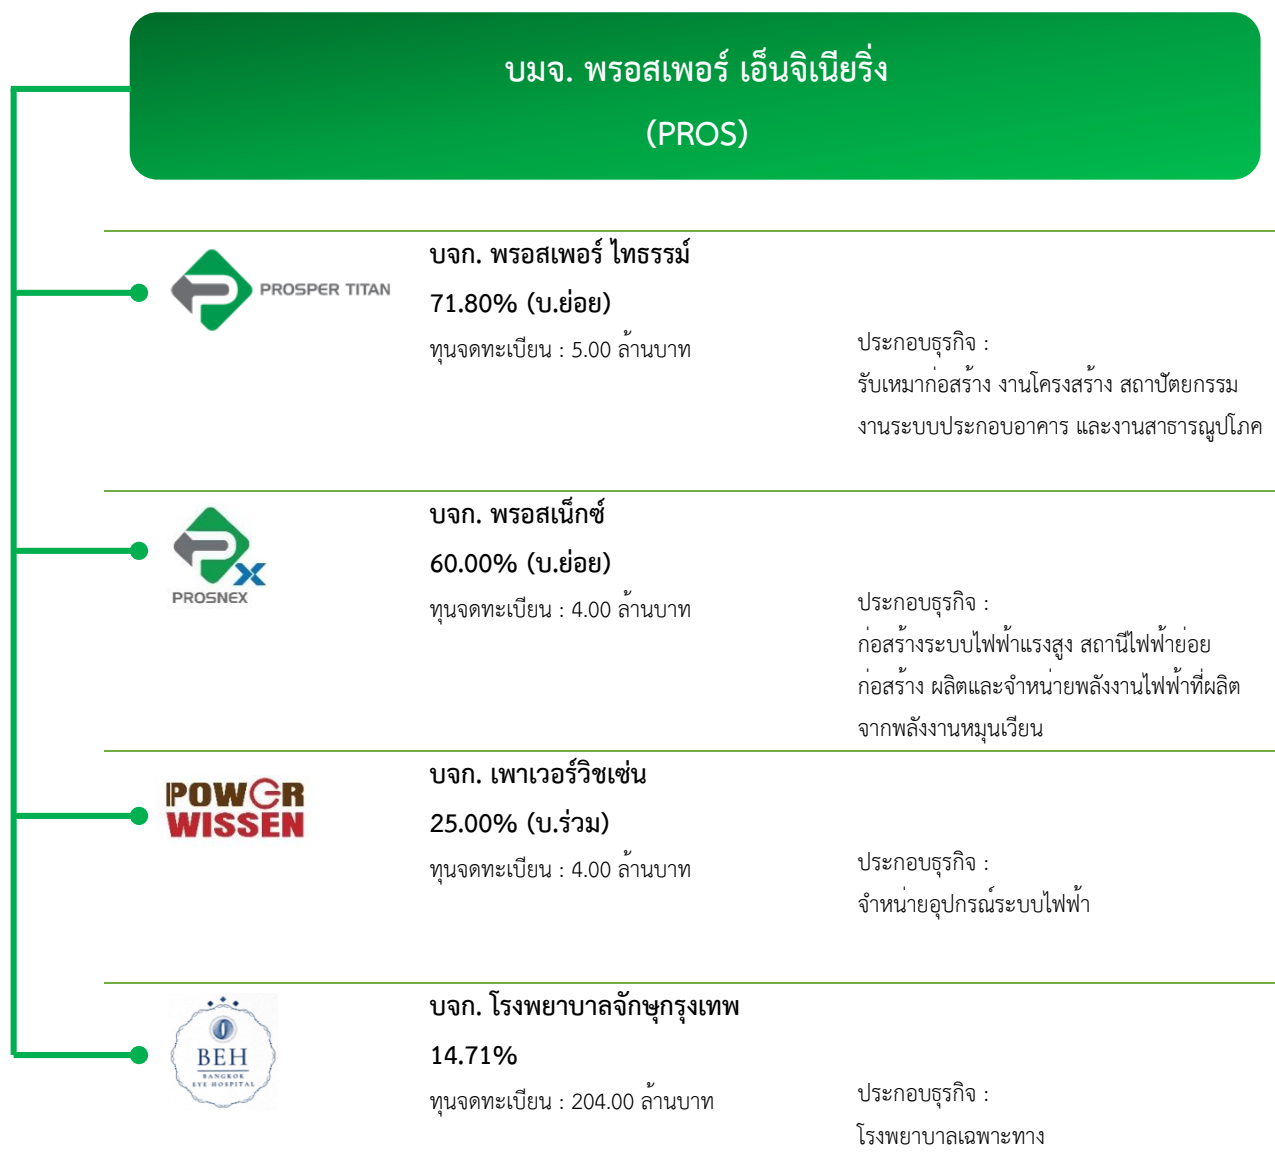 บมจ. พรอสเพอร์ เอ็นจิเนียริ่ง
(PROS)
PROSPER TITAN
บจก. พรอสเพอร์ ไทธรรม์
71.80% (บ.ย่อย)
ทุนจดทะเบียน : 5.00 ล้านบาท
ประกอบธุรกิจ :
รับเหมาก่อสร้าง งานโครงสร้าง สถาปัตยกรรม
งานระบบประกอบอาคาร และงานสาธารณูปโภค
PROSNEX
บจก. พรอสเน็กซ์
60.00% (บ.ย่อย)
ทุนจดทะเบียน : 4.00 ล้านบาท
ประกอบธุรกิจ :
ก่อสร้างระบบไฟฟ้าแรงสูง สถานีไฟฟ้าย่อย
ก่อสร้าง ผลิตและจำหน่ายพลังงานไฟฟ้าที่ผลิต
จากพลังงานหมุนเวียน
POWER
WISSEN
บจก. เพาเวอร์วิชเซ่น
25.00% (บ.ร่วม)
ทุนจดทะเบียน : 4.00 ล้านบาท
ประกอบธุรกิจ :
จำหน่ายอุปกรณ์ระบบไฟฟ้า
BEH
BANGKOK
EYE HOSPITAL
บจก. โรงพยาบาลจักษุกรุงเทพ
14.71%
ทุนจดทะเบียน : 204.00 ล้านบาท
ประกอบธุรกิจ :
โรงพยาบาลเฉพาะทาง